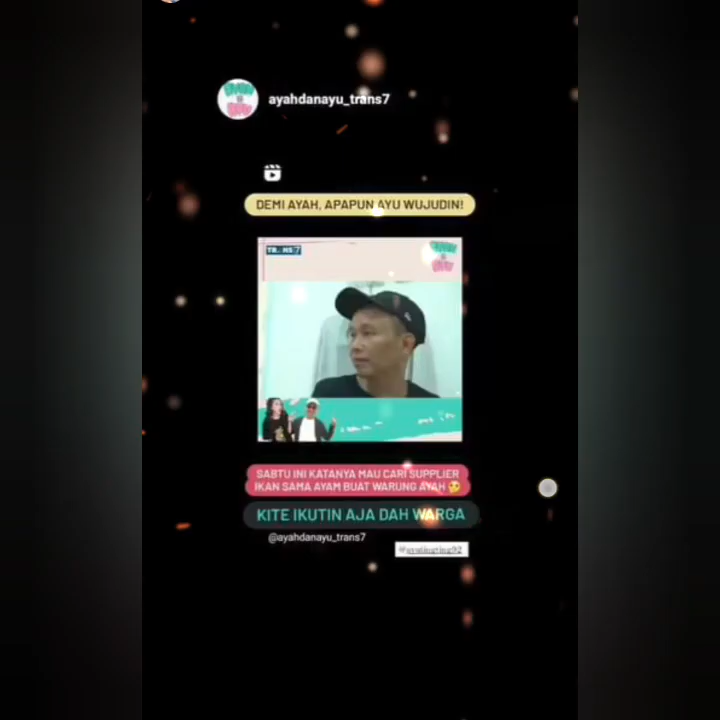 ayahdanayu_trans7
DEMI AYAH, APAPUN AYU WUJUDIN!
SABTU INI KATANYA MAU CARI SUPPLIER
IKAN SAMA AYAM BUAT WARUNG AYAH
KITE IKUTIN AJA DAH WARGA
@ayahdanayu_trans7
@ayutingting92